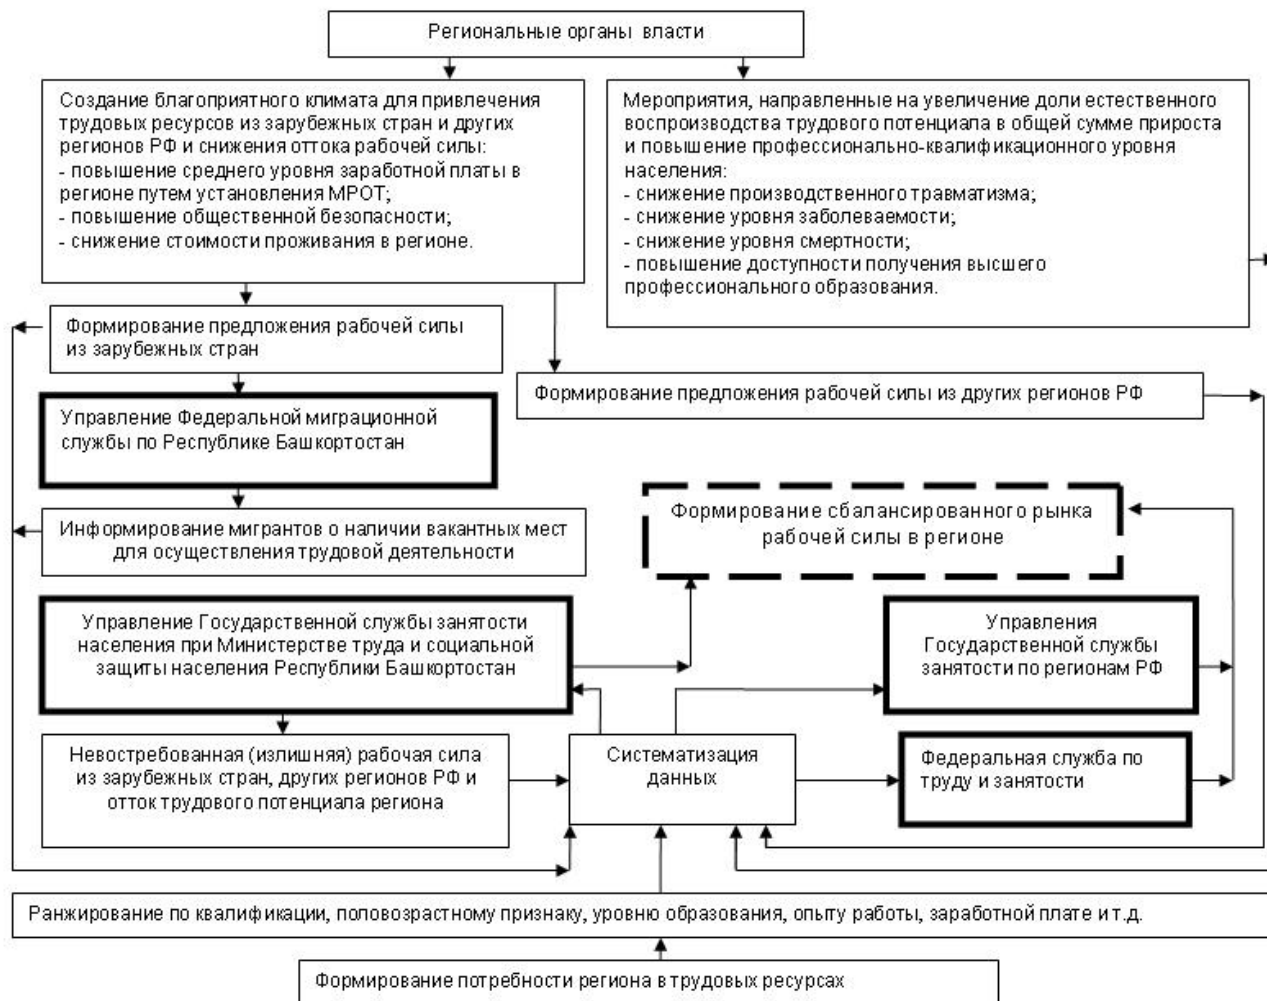 Региональные органы власти
Создание благоприятного климата для привлечения
трудовых ресурсов из зарубежных стран и других
регионов РФ и снижения оттока рабочей силы:
- повышение среднего уровня заработной платы в
регионе путем установления МРОТ;
- повышение общественной безопасности;
- снижение стоимости проживания в регионе.
Мероприятия, направленные на увеличение доли естественного
воспроизводства трудового потенциала в общей сумме прироста
и повышение профессионально-квалификационного уровня
населения:
- снижение производственного травматизма;
- снижение уровня заболеваемости;
- снижение уровня смертности;
- повышение доступности получения высшего
профессионального образования.
Формирование предложения рабочей силы
из зарубежных стран
Формирование предложения рабочей силы из других регионов РФ
Управление Федеральной миграционной
службы по Республике Башкортостан
Информирование мигрантов о наличии вакантных мест
для осуществления трудовой деятельности
Формирование сбалансированного рынка
рабочей силы в регионе
Управление Государственной службы занятости
населения при Министерстве труда и социальной
защиты населения Республики Башкортостан
Управления
Государственной службы
занятости по регионам РФ
Невостребованная (излишняя) рабочая сила
из зарубежных стран, других регионов РФ и
отток трудового потенциала региона
Систематизация
данных
Федеральная служба по
труду и занятости
Ранжирование по квалификации, половозрастному признаку, уровню образования, опыту работы, заработной плате и т.д.
Формирование потребности региона в трудовых ресурсах